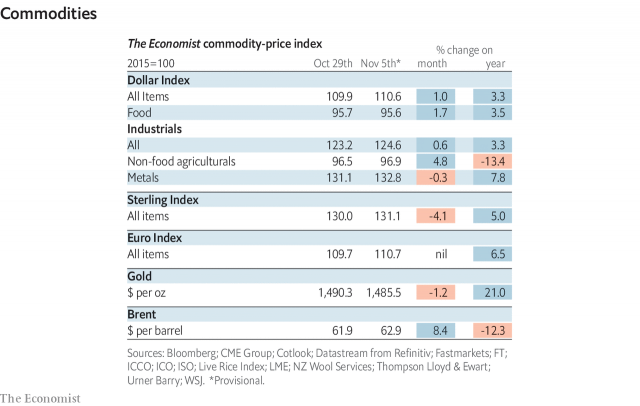 Commodities
The Economist commodity-price index
% change on
2015=100 Oct 29th Nov 5th* month year
Dollar Index
All Items 109.9 110.6 1.0 3.3
Food 95.7 95.6 1.7 3.5
Industrials
All 123.2 124.6 0.6 3.3
Non-food agriculturals 96.5 96.9 4.8 -13.4
Metals 131.1 132.8 -0.3 7.8
Sterling Index
All items 130.0 131.1 -4.1 5.0
Euro Index
All items 109.7 110.7 nil 6.5
Gold
$ per oz 1,490.3 1,485.5 -1.2 21.0
Brent
$ per barrel 61.9 62.9 8.4 -12.3
Sources: Bloomberg; CME Group; Cotlook; Datastream from Refinitiv; Fastmarkets; FT;
ICCO; ICO; ISO; Live Rice Index; LME; NZ Wool Services; Thompson Lloyd & Ewart;
Urner Barry; WSJ. *Provisional.
The Economist